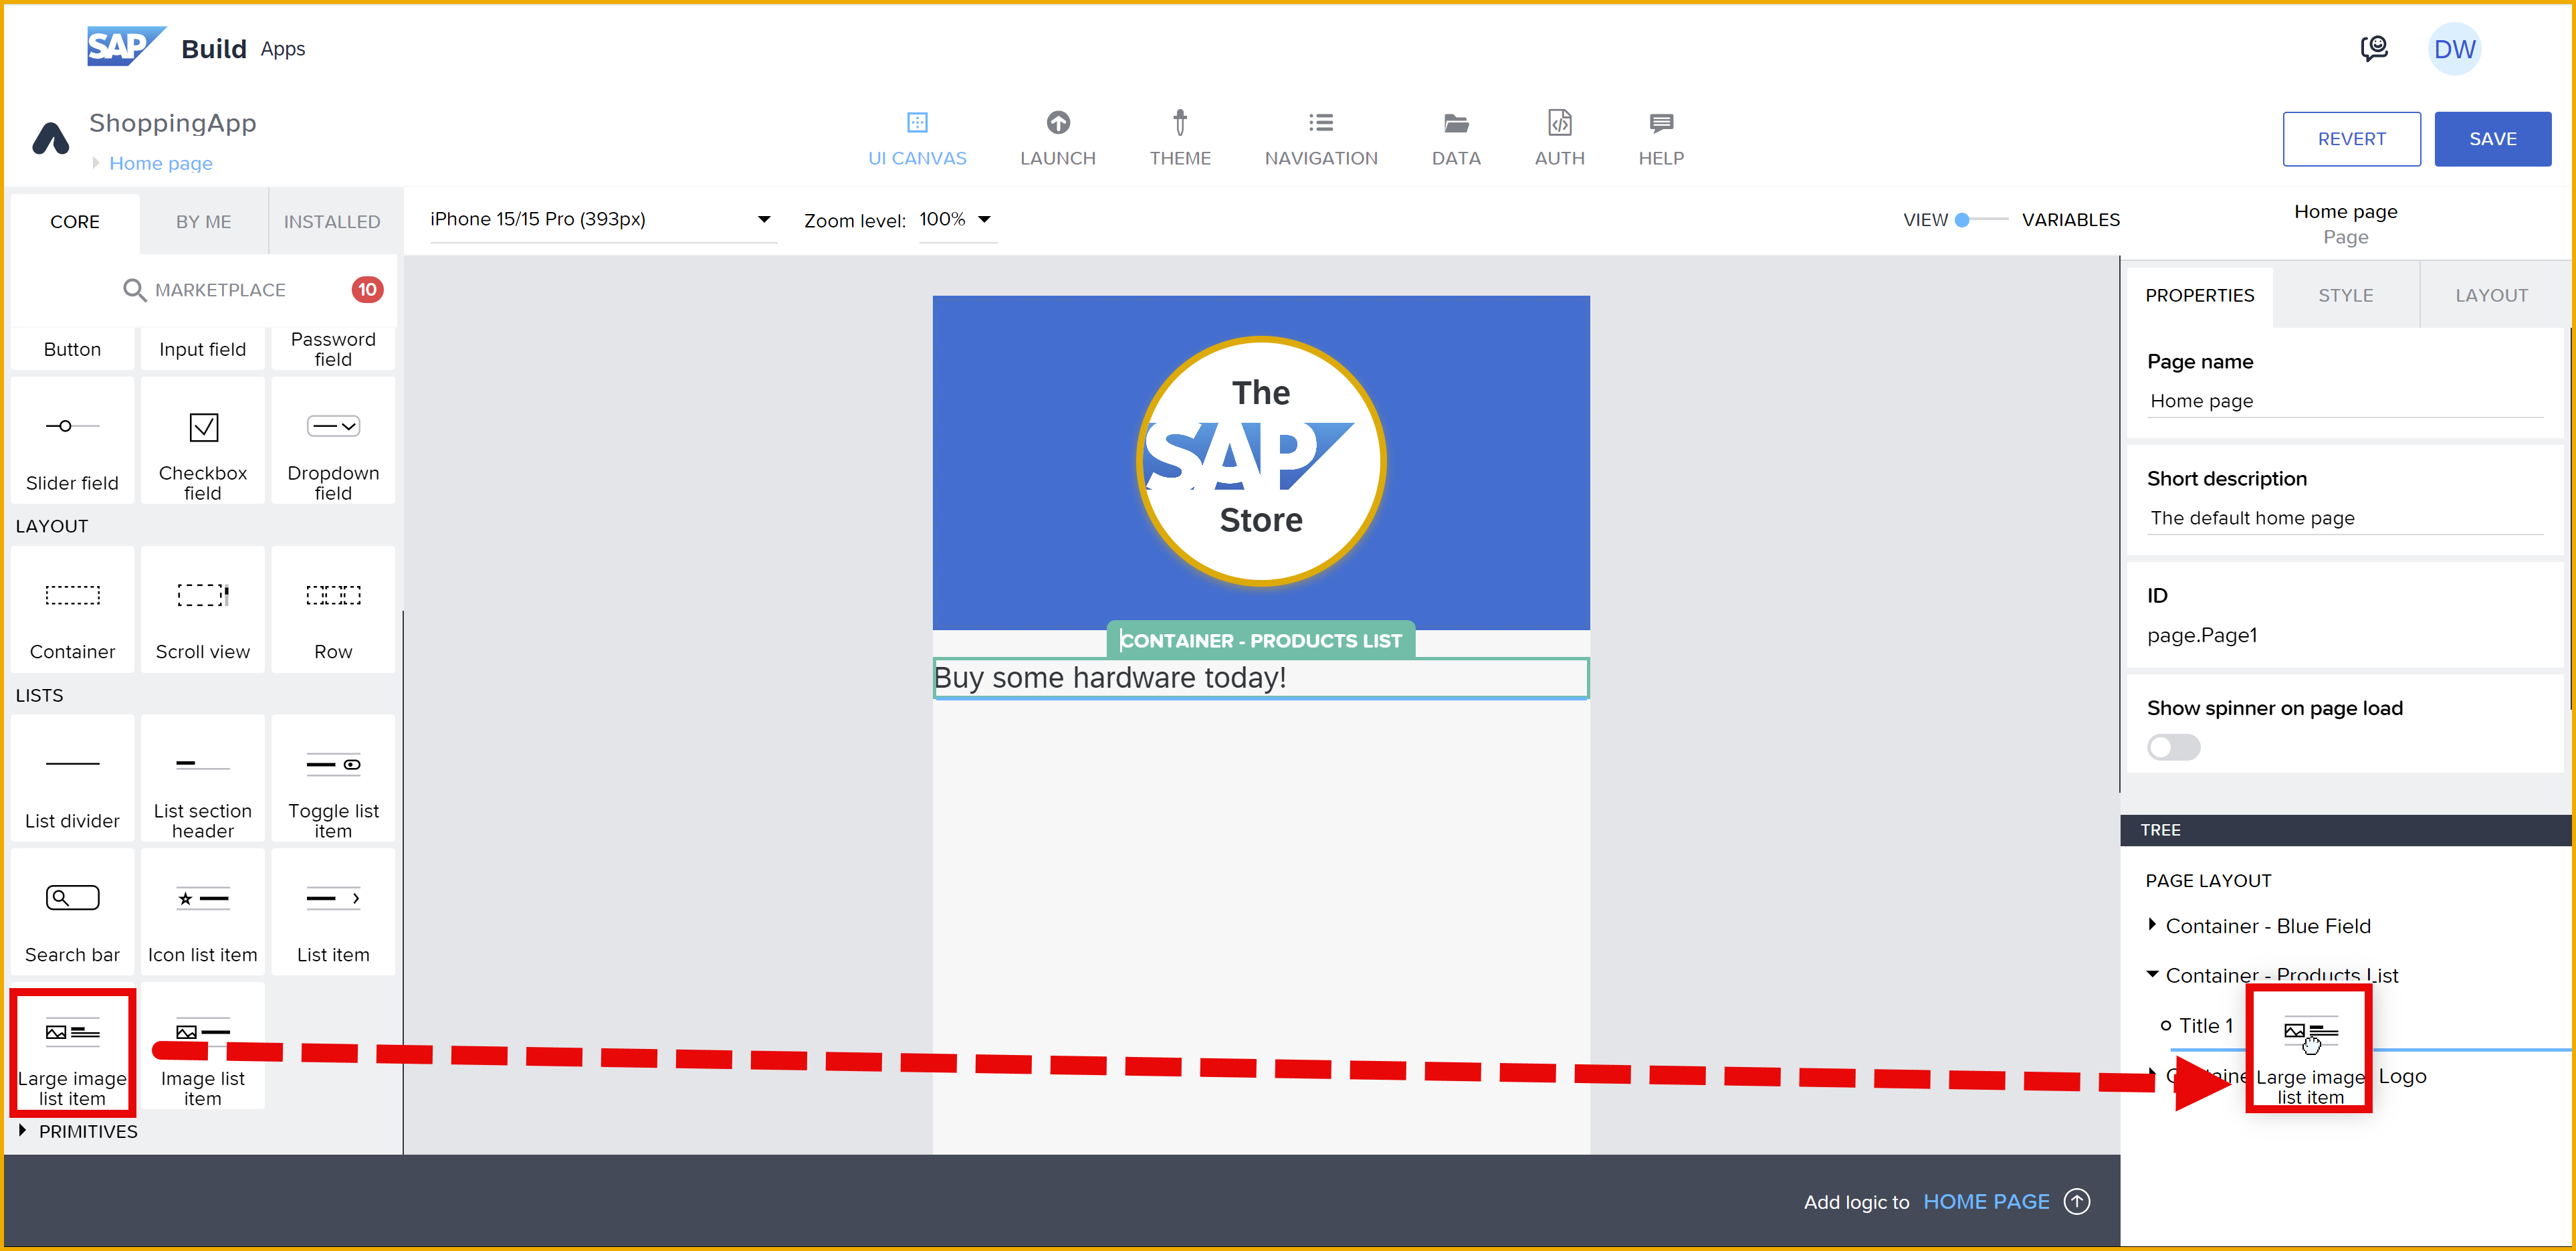 SAP Build Apps
DW
ShoppingApp
Home page
UI CANVAS
LAUNCH
THEME
NAVIGATION
DATA
AUTH
HELP
REVERT
SAVE
CORE
BY ME
INSTALLED
iPhone 15/15 Pro (393px)
Zoom level: 100%
VIEW
VARIABLES
Home page
Page
MARKETPLACE
10
Button
Input field
Password
field
Slider field
Checkbox
field
Dropdown
field
LAYOUT
Container
Scroll view
Row
LISTS
List divider
List section
header
Toggle list
item
Search bar
Icon list item
List item
Large image
list item
Image list
item
PRIMITIVES
The
SAP
Store
CONTAINER - PRODUCTS LIST
Buy some hardware today!
Add logic to HOME PAGE
PROPERTIES
STYLE
LAYOUT
Page name
Home page
Short description
The default home page
ID
page.Page1
Show spinner on page load
TREE
PAGE LAYOUT
Container - Blue Field
Container - Products List
Title 1
Logo
Large image
list item